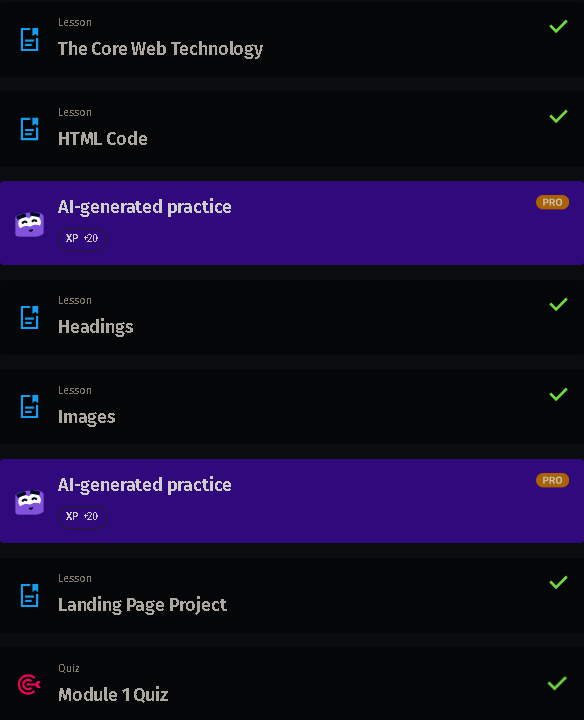 Lesson
The Core Web Technology
Lesson
HTML Code
AI-generated practice
PRO
XP +20
Lesson
Headings
Lesson
Images
AI-generated practice
PRO
XP +20
Lesson
Landing Page Project
Quiz
Module 1 Quiz